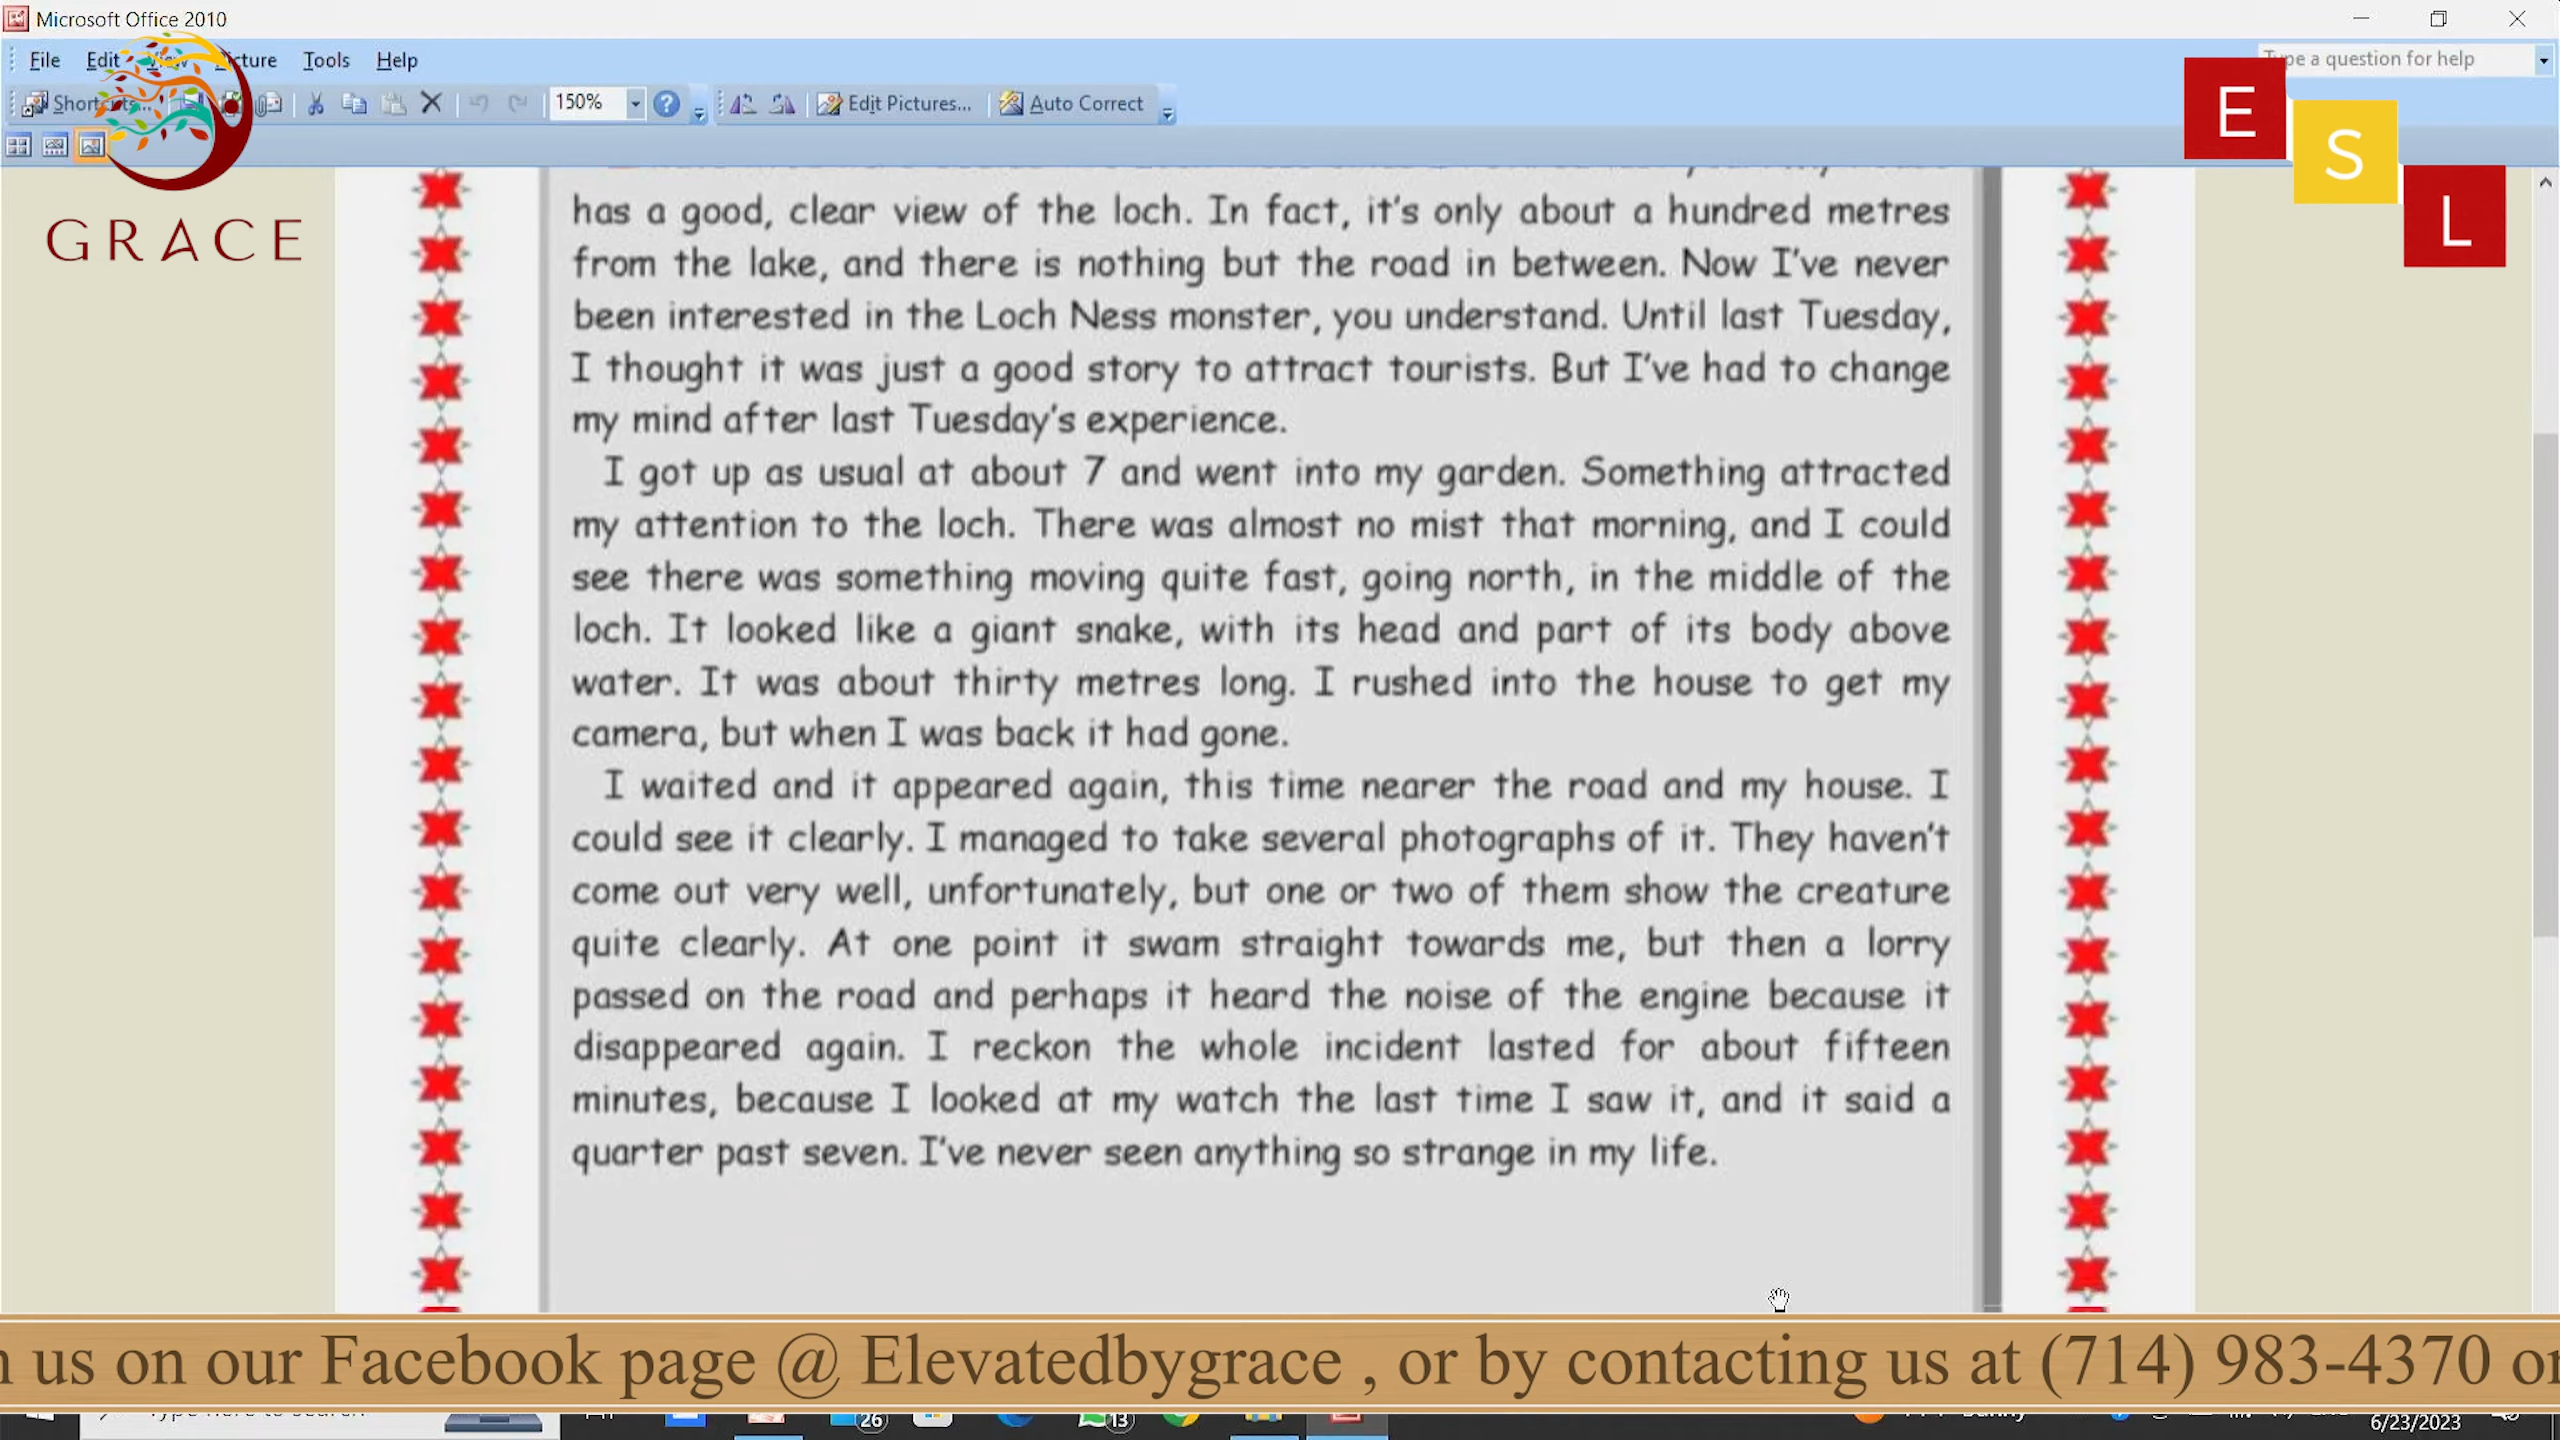 Microsoft Office 2010
File Edit View Picture Tools Help
Type a question for help
Shortcuts... 150% Edit Pictures... Auto Correct
E
S
L
GRACE
has a good, clear view of the loch. In fact, it's only about a hundred metres
from the lake, and there is nothing but the road in between. Now I've never
been interested in the Loch Ness monster, you understand. Until last Tuesday,
I thought it was just a good story to attract tourists. But I've had to change
my mind after last Tuesday's experience.
I got up as usual at about 7 and went into my garden. Something attracted
my attention to the loch. There was almost no mist that morning, and I could
see there was something moving quite fast, going north, in the middle of the
loch. It looked like a giant snake, with its head and part of its body above
water. It was about thirty metres long. I rushed into the house to get my
camera, but when I was back it had gone.
I waited and it appeared again, this time nearer the road and my house. I
could see it clearly. I managed to take several photographs of it. They haven't
come out very well, unfortunately, but one or two of them show the creature
quite clearly. At one point it swam straight towards me, but then a lorry
passed on the road and perhaps it heard the noise of the engine because it
disappeared again. I reckon the whole incident lasted for about fifteen
minutes, because I looked at my watch the last time I saw it, and it said a
quarter past seven. I've never seen anything so strange in my life.
us on our Facebook page @ Elevatedbygrace , or by contacting us at (714) 983-4370 or
Type here to search 26 13 Sunny
6/23/2023